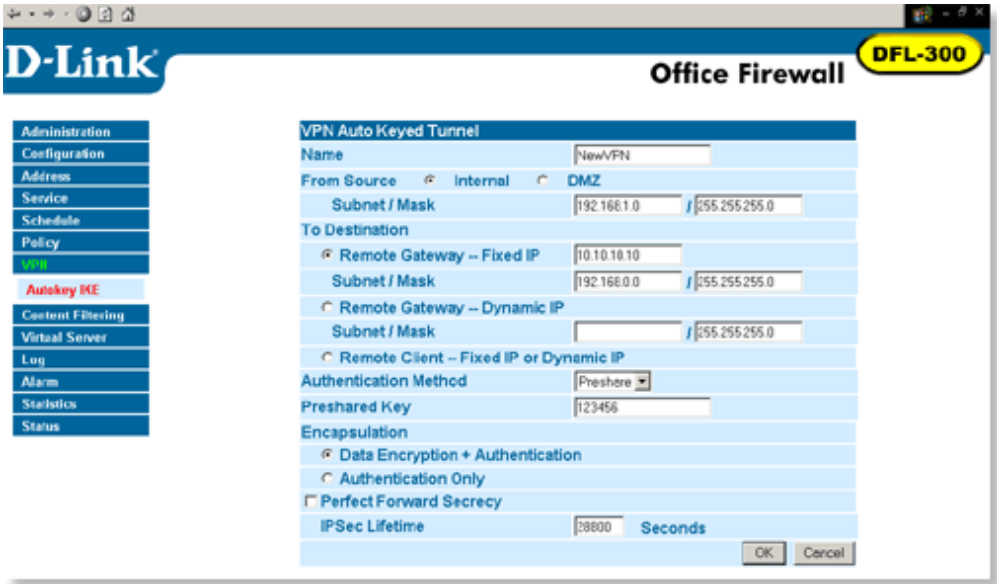 D-Link
Office Firewall
DFL-300
Administration
Configuration
Address
Service
Schedule
Policy
VPN
Autokey IKE
Content Filtering
Virtual Server
Log
Alarm
Statistics
Status
VPN Auto Keyed Tunnel
Name NewVPN
From Source Internal DMZ
Subnet / Mask 192.168.1.0 / 255.255.255.0
To Destination
Remote Gateway -- Fixed IP 10.10.10.10
Subnet / Mask 192.168.0.0 / 255.255.255.0
Remote Gateway -- Dynamic IP
Subnet / Mask / 255.255.255.0
Remote Client -- Fixed IP or Dynamic IP
Authentication Method Preshare
Preshared Key 123456
Encapsulation
Data Encryption + Authentication
Authentication Only
Perfect Forward Secrecy
IPSec Lifetime 28800 Seconds
OK Cancel